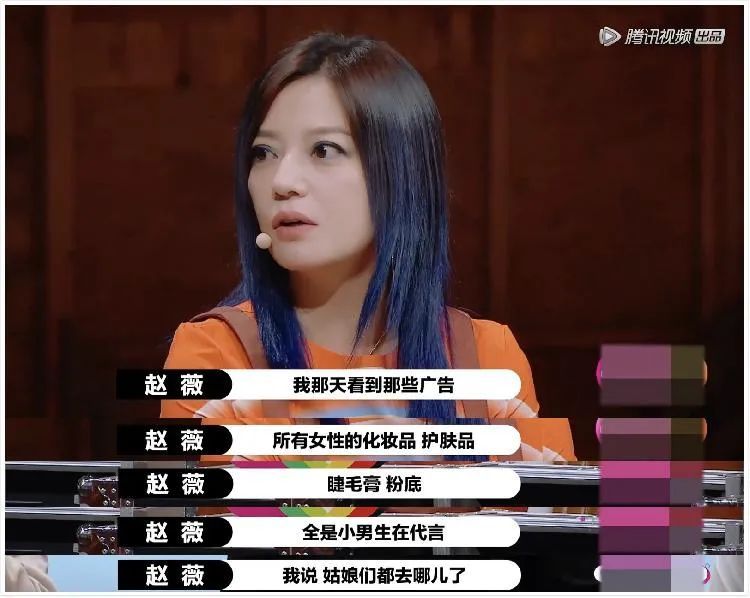 腾讯视频 出品
赵薇 我那天看到那些广告
赵薇 所有女性的化妆品 护肤品
赵薇 睫毛膏 粉底
赵薇 全是小男生在代言
赵薇 我说 姑娘们都去哪儿了